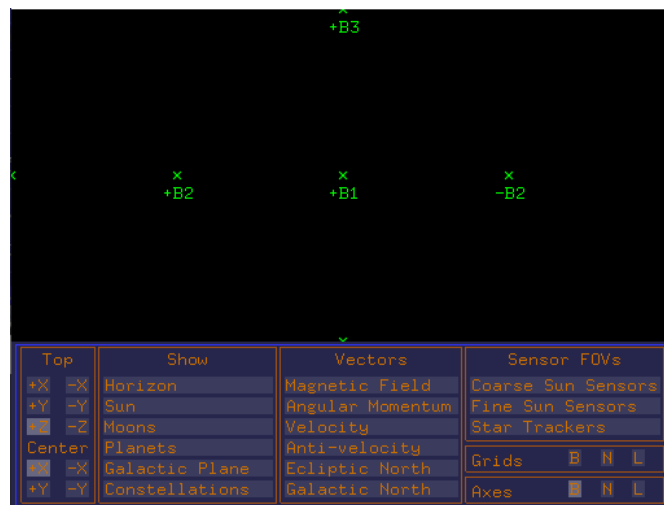 +B3
+B2 +B1 -B2
Top Show Vectors Sensor FOVs
+X -X Horizon Magnetic Field Coarse Sun Sensors
+Y -Y Sun Angular Momentum Fine Sun Sensors
+Z -Z Moons Velocity Star Trackers
Center Planets Anti-velocity
+X -X Galactic Plane Ecliptic North Grids B N L
+Y -Y Constellations Galactic North Axes B N L